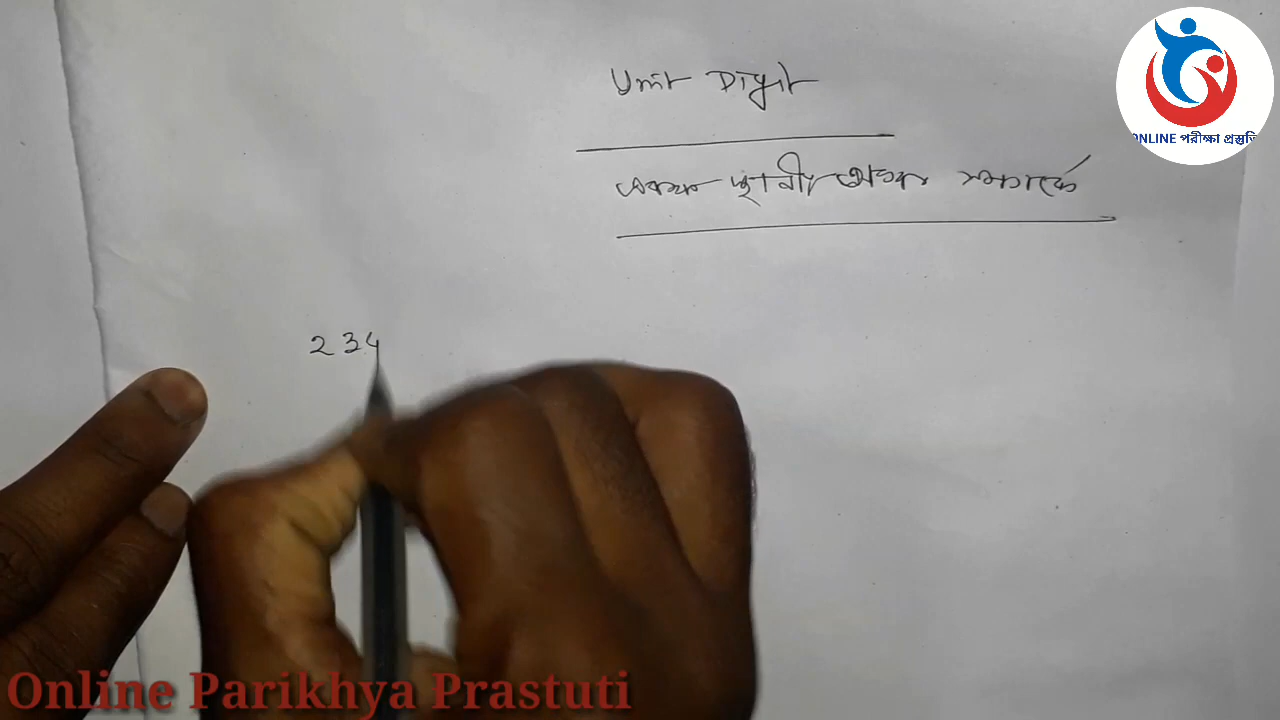 Unit Digit
একক স্থানীয় অঙ্ক সম্পর্কে
234
ONLINE পরীক্ষা প্রস্তুতি
Online Parikhya Prastuti